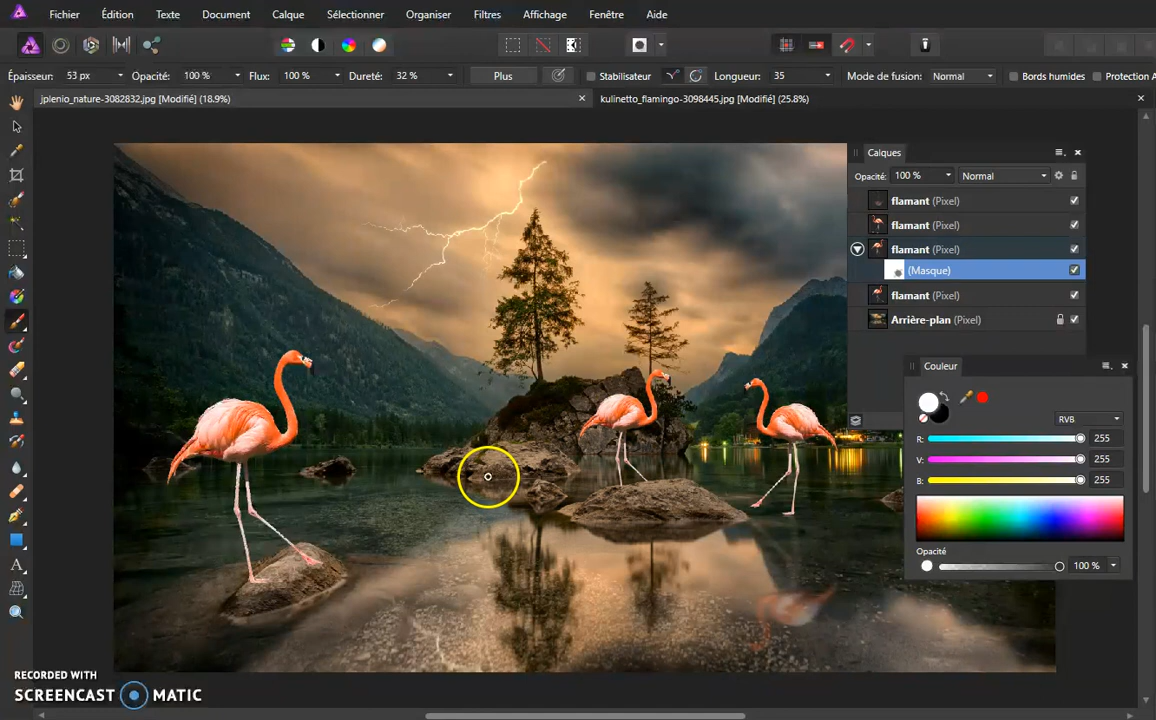 Fichier Édition Texte Document Calque Sélectionner Organiser Filtres Affichage Fenêtre Aide
Épaisseur: 53 px Opacité: 100 % Flux: 100 % Dureté: 32 % Plus Stabilisateur Longueur: 35 Mode de fusion: Normal Bords humides Protection A
jplenio_nature-3082832.jpg [Modifié] (18.9%) kulinetto_flamingo-3098445.jpg [Modifié] (25.8%)
Calques
Opacité: 100 % Normal
flamant (Pixel)
flamant (Pixel)
flamant (Pixel)
(Masque)
flamant (Pixel)
Arrière-plan (Pixel)
Couleur
RVB
R: 255
V: 255
B: 255
Opacité
100 %
RECORDED WITH
SCREENCAST MATIC